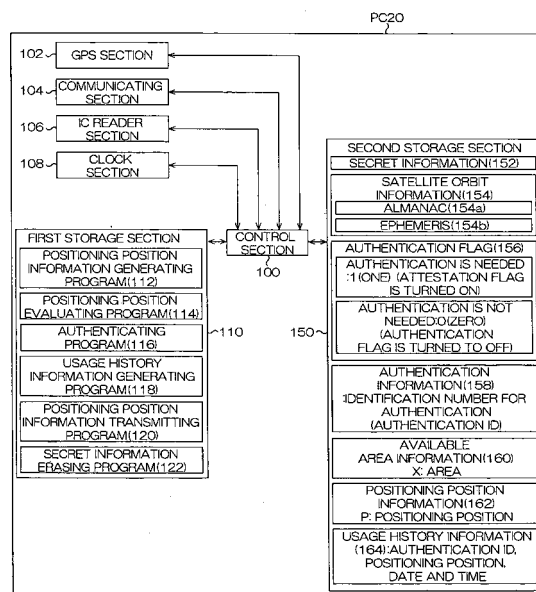 PC20
102
GPS SECTION
104
COMMUNICATING
SECTION
106
IC READER
SECTION
108
CLOCK
SECTION
CONTROL
SECTION
100
FIRST STORAGE SECTION
POSITIONING POSITION
INFORMATION GENERATING
PROGRAM(112)
POSITIONING POSITION
EVALUATING PROGRAM(114)
AUTHENTICATING
PROGRAM(116)
USAGE HISTORY
INFORMATION GENERATING
PROGRAM(118)
POSITIONING POSITION
INFORMATION TRANSMITTING
PROGRAM(120)
SECRET INFORMATION
ERASING PROGRAM(122)
110
150
SECOND STORAGE SECTION
SECRET INFORMATION(152)
SATELLITE ORBIT
INFORMATION(154)
ALMANAC(154a)
EPHEMERIS(154b)
AUTHENTICATION FLAG(156)
AUTHENTICATION IS NEEDED
:1(ONE) (ATTESTATION FLAG
IS TURNED ON)
AUTHENTICATION IS NOT
NEEDED:0(ZERO)
(AUTHENTICATION
FLAG IS TURNED TO OFF)
AUTHENTICATION
INFORMATION(158)
:IDENTIFICATION NUMBER FOR
AUTHENTICATION
(AUTHENTICATION ID)
AVAILABLE
AREA INFORMATION(160)
X: AREA
POSITIONING POSITION
INFORMATION(162)
P: POSITIONING POSITION
USAGE HISTORY INFORMATION
(164):AUTHENTICATION ID,
POSITIONING POSITION,
DATE AND TIME